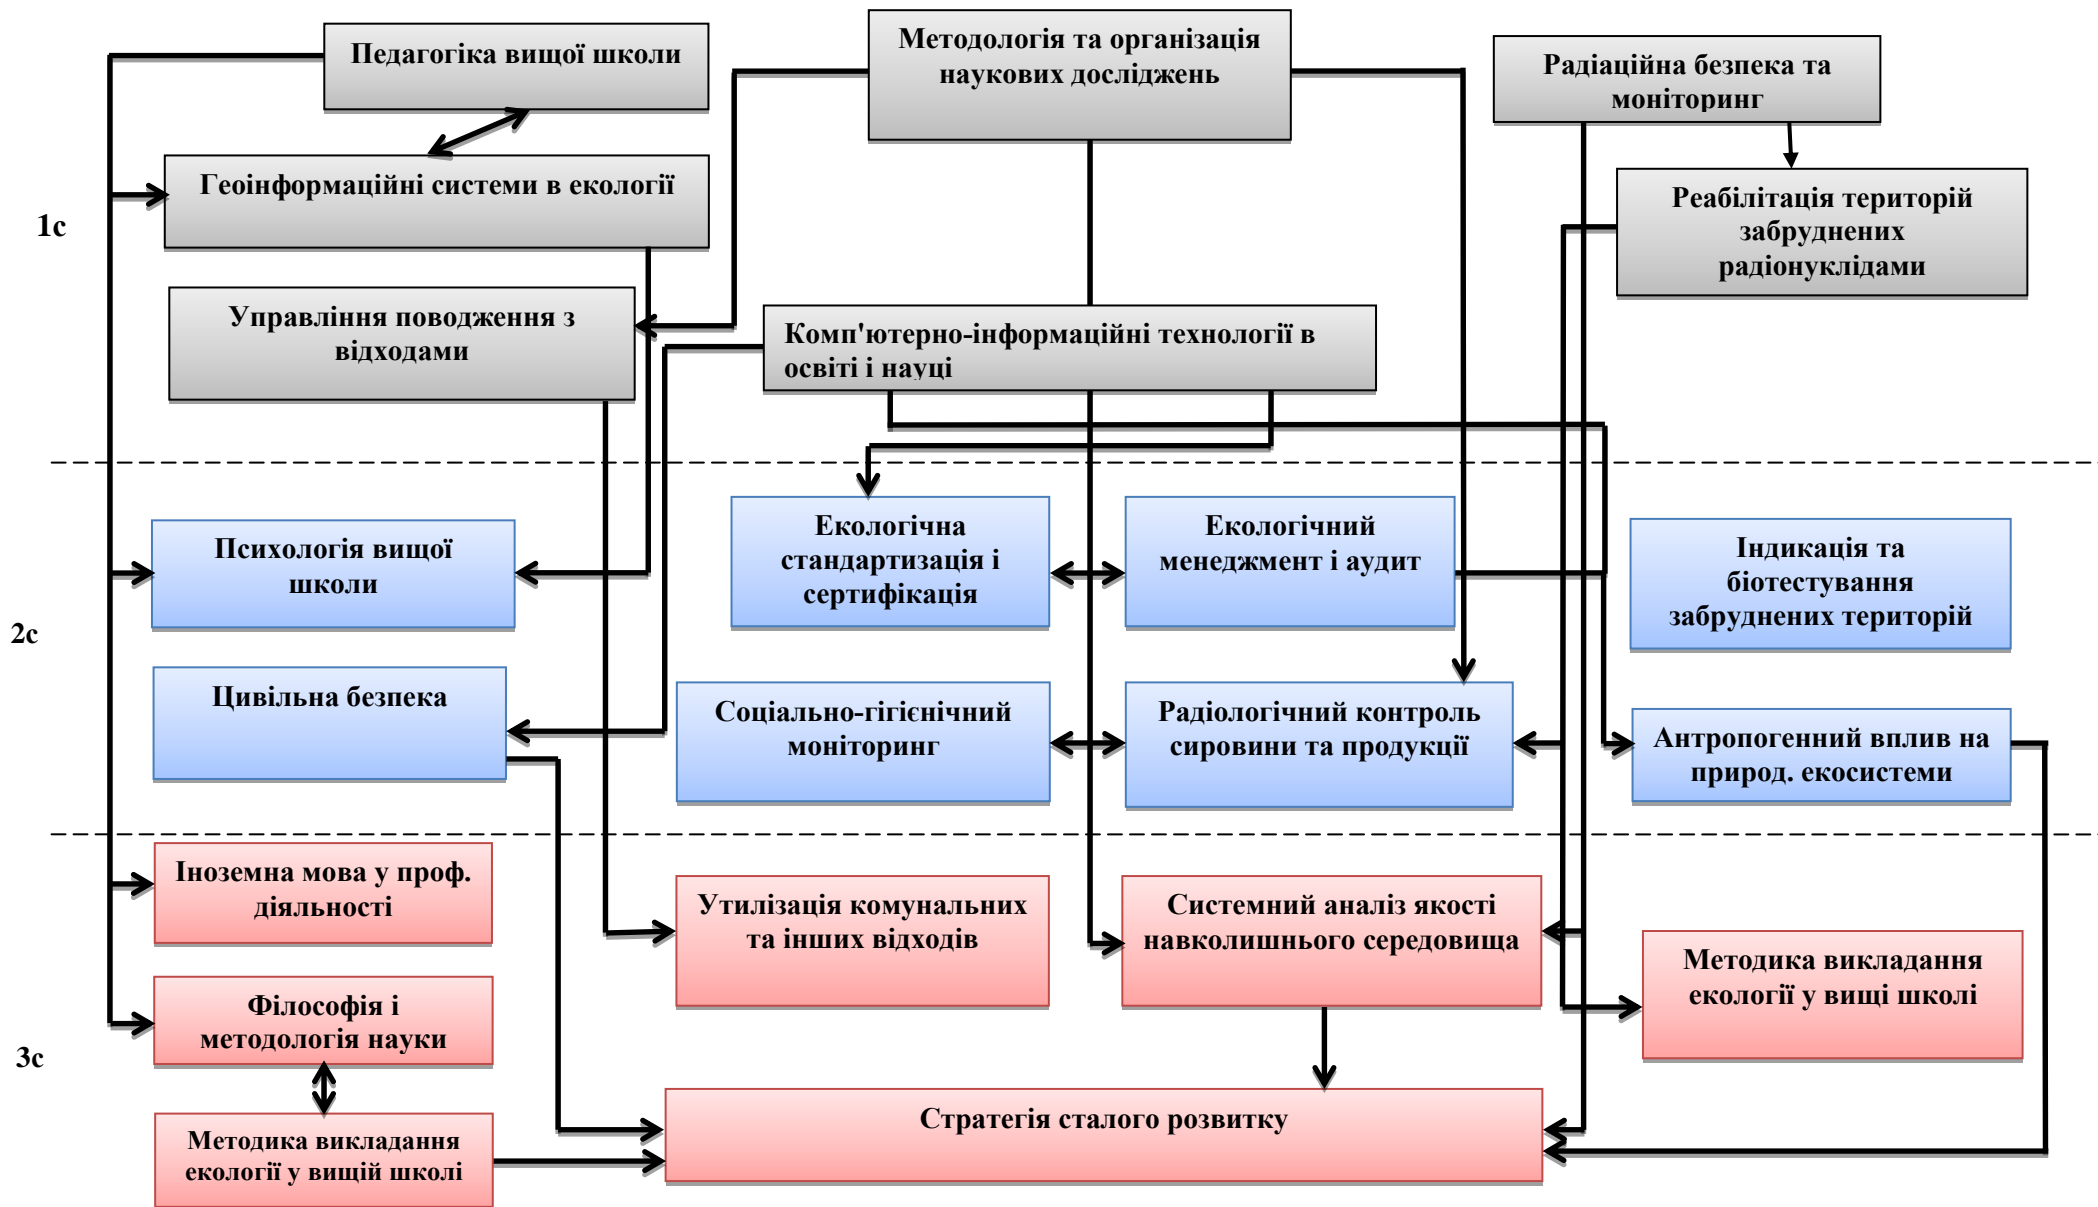 Педагогіка вищої школи
Методологія та організація
наукових досліджень
Радіаційна безпека та
моніторинг
Геоінформаційні системи в екології
Реабілітація територій
забруднених
радіонуклідами
1с
Управління поводження з
відходами
Комп'ютерно-інформаційні технології в
освіті і науці
Психологія вищої
школи
Екологічна
стандартизація і
сертифікація
Екологічний
менеджмент і аудит
Індикація та
біотестування
забруднених територій
2с
Цивільна безпека
Соціально-гігієнічний
моніторинг
Радіологічний контроль
сировини та продукції
Антропогенний вплив на
природ. екосистеми
Іноземна мова у проф.
діяльності
Утилізація комунальних
та інших відходів
Системний аналіз якості
навколишнього середовища
Методика викладання
екології у вищі школі
Філософія і
методологія науки
3с
Методика викладання
екології у вищій школі
Стратегія сталого розвитку